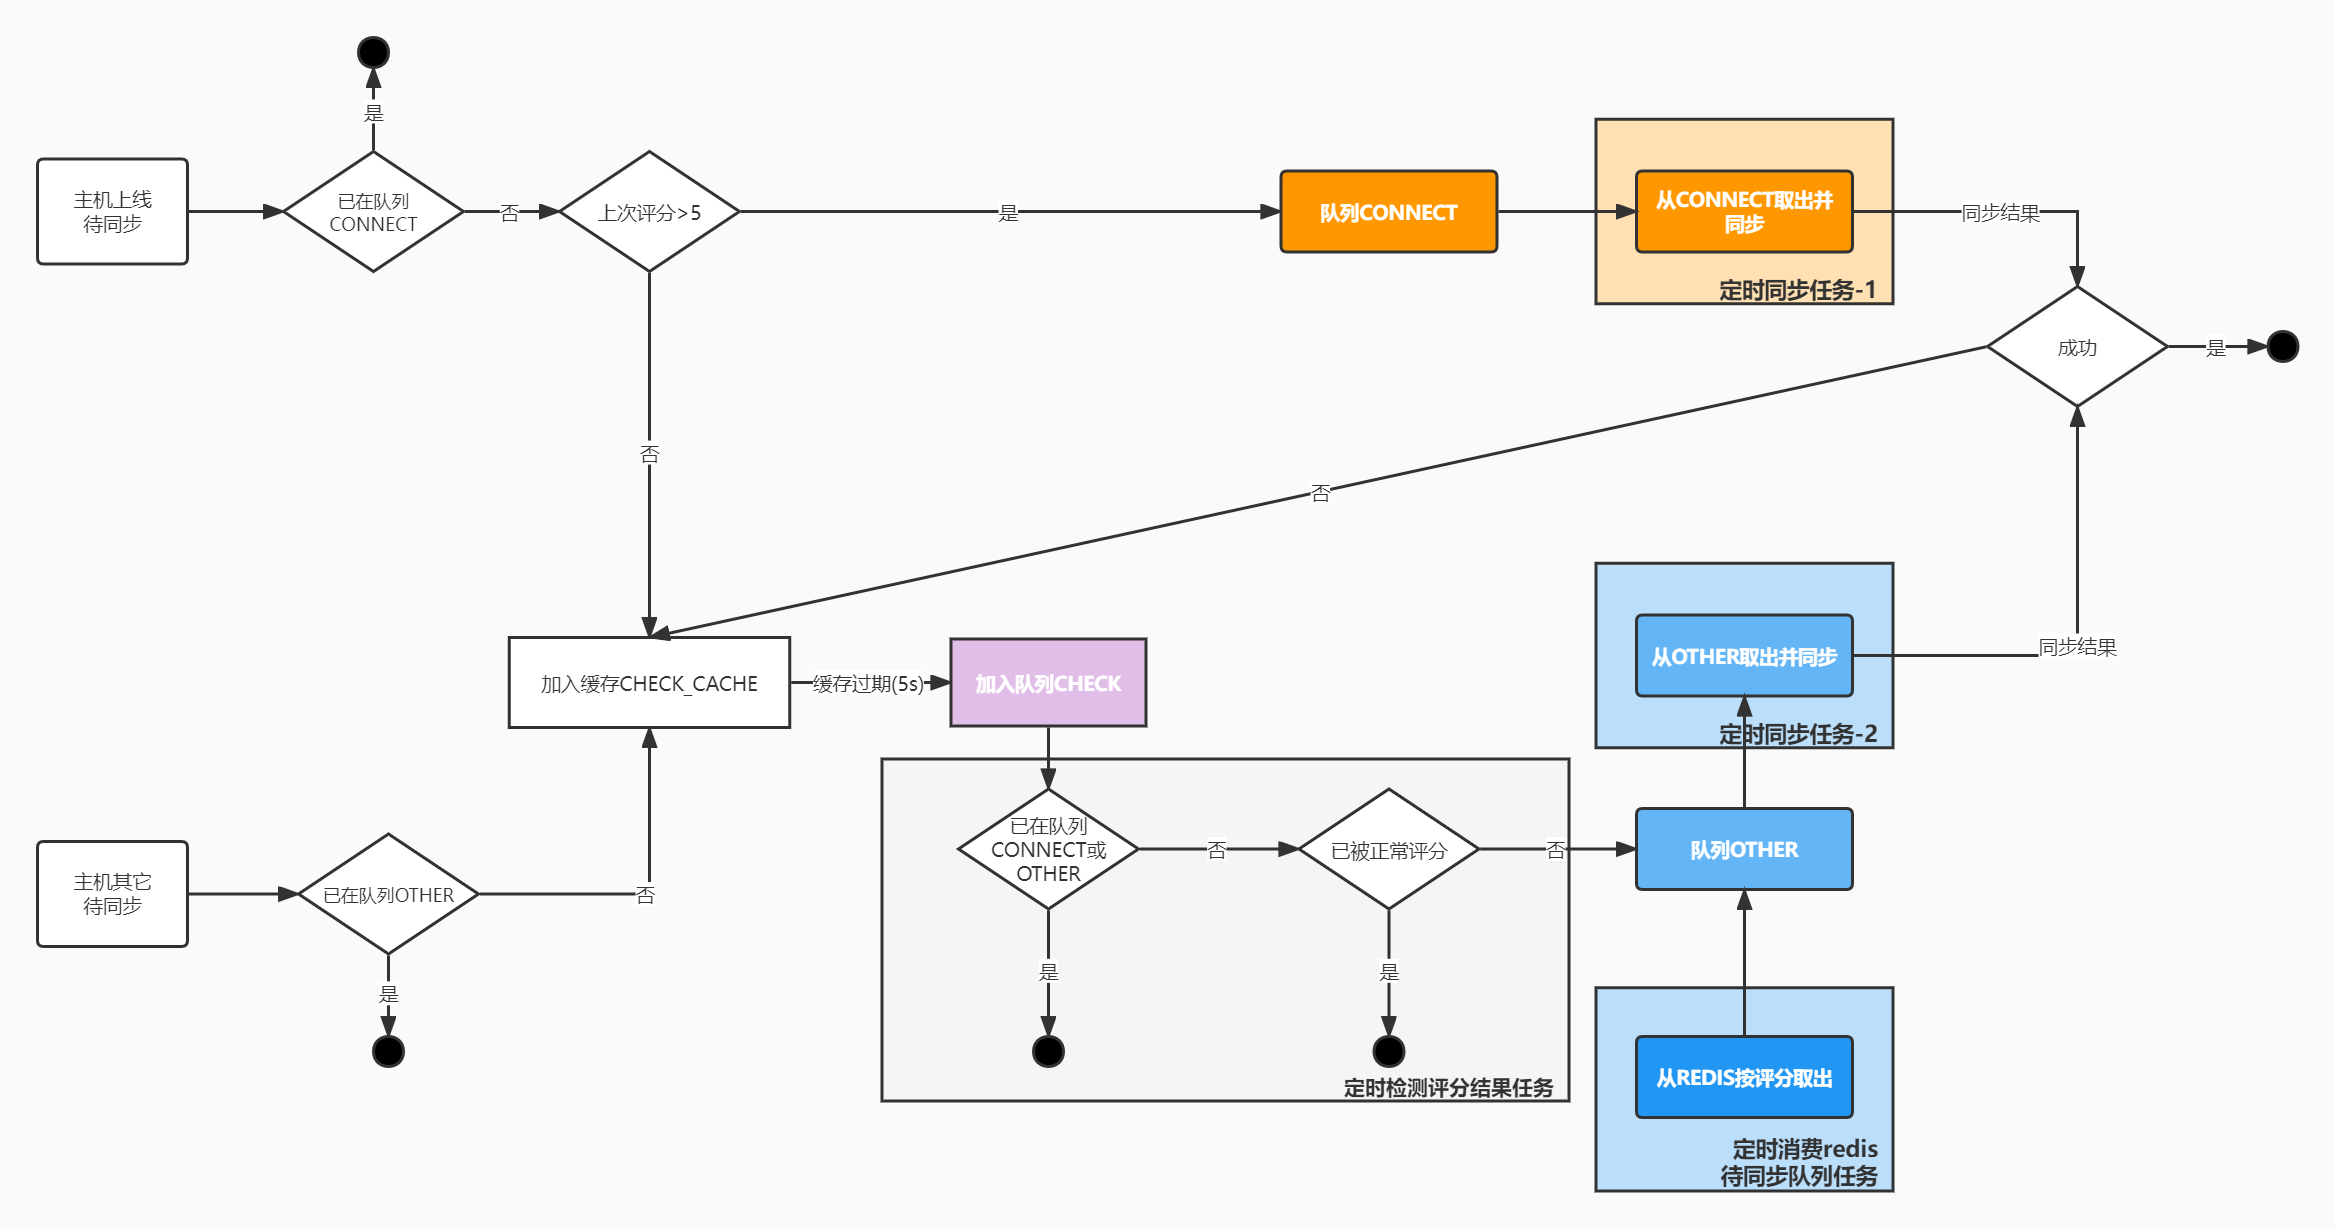 是
主机上线
待同步
已在队列
CONNECT
否
上次评分>5
是
队列CONNECT
从CONNECT取出并
同步
定时同步任务-1
同步结果
成功
是
否
否
加入缓存CHECK_CACHE
缓存过期(5s)
加入队列CHECK
从OTHER取出并同步
定时同步任务-2
同步结果
主机其它
待同步
已在队列OTHER
否
是
已在队列
CONNECT或
OTHER
否
已被正常评分
否
队列OTHER
是
是
定时检测评分结果任务
从REDIS按评分取出
定时消费redis
待同步队列任务